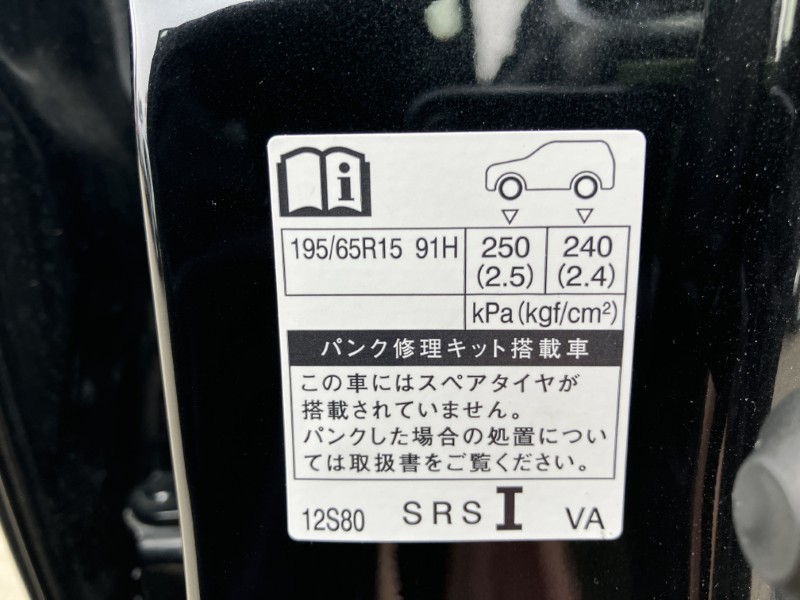 i
195/65R15 91H 250 240
(2.5) (2.4)
kPa(kgf/cm²)
パンク修理キット搭載車
この車にはスペアタイヤが
搭載されていません。
パンクした場合の処置につい
ては取扱書をご覧ください。
12S80 SRS I VA